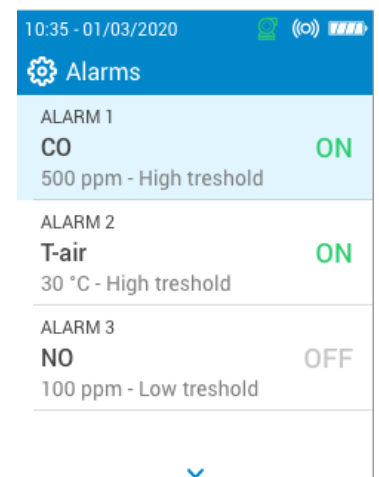 10:35 - 01/03/2020
Alarms
ALARM 1
CO
ON
500 ppm - High treshold
ALARM 2
T-air
ON
30 °C - High treshold
ALARM 3
NO
OFF
100 ppm - Low treshold